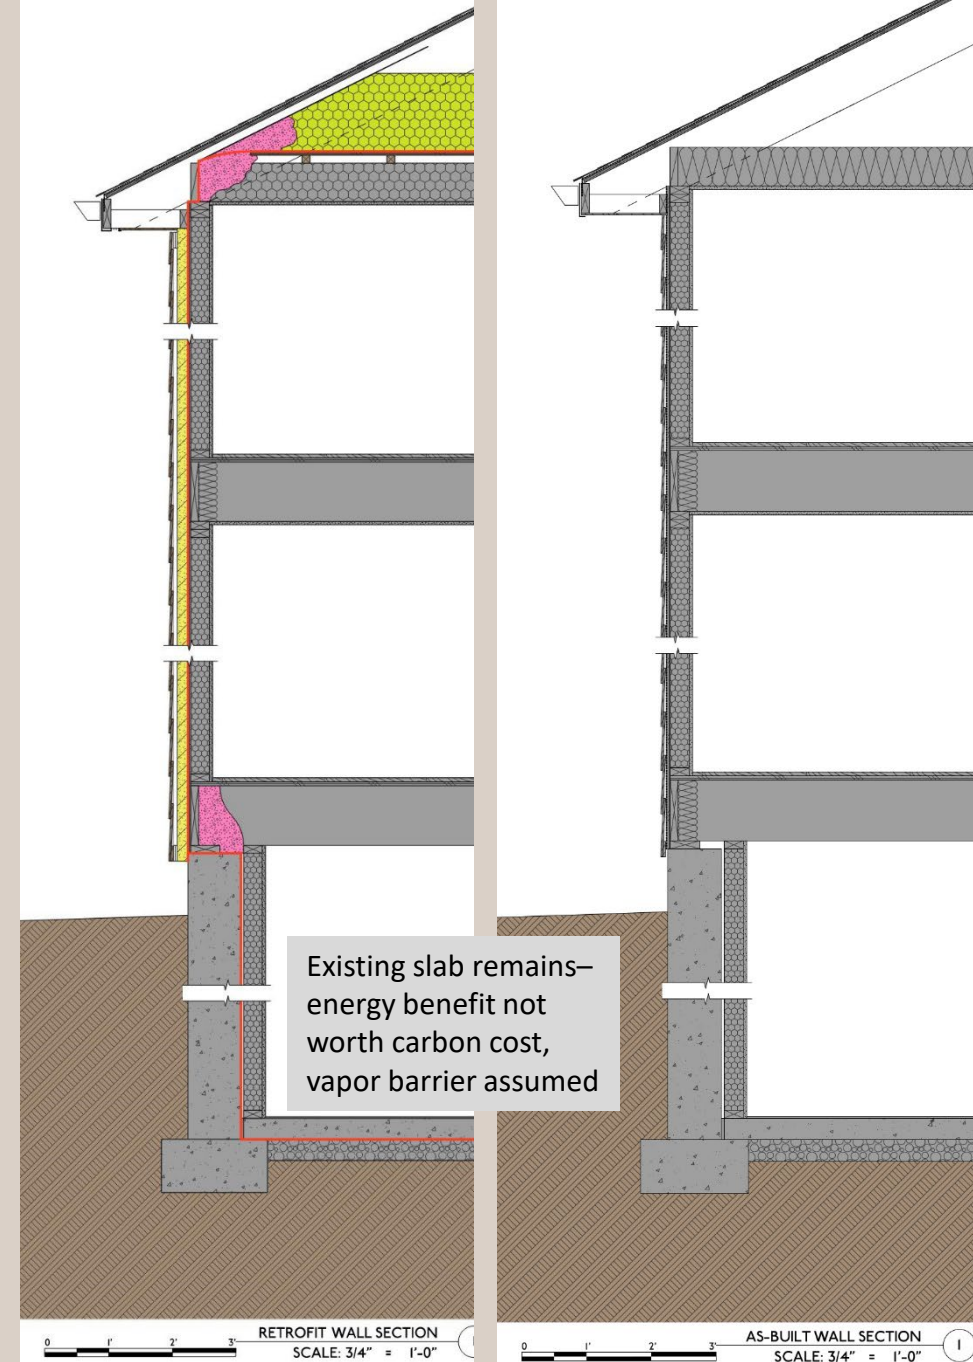 Existing slab remains–
energy benefit not
worth carbon cost,
vapor barrier assumed
0 1' 2' 3'
RETROFIT WALL SECTION
SCALE: 3/4" = 1'-0"
0 1' 2' 3'
AS-BUILT WALL SECTION
SCALE: 3/4" = 1'-0"
1